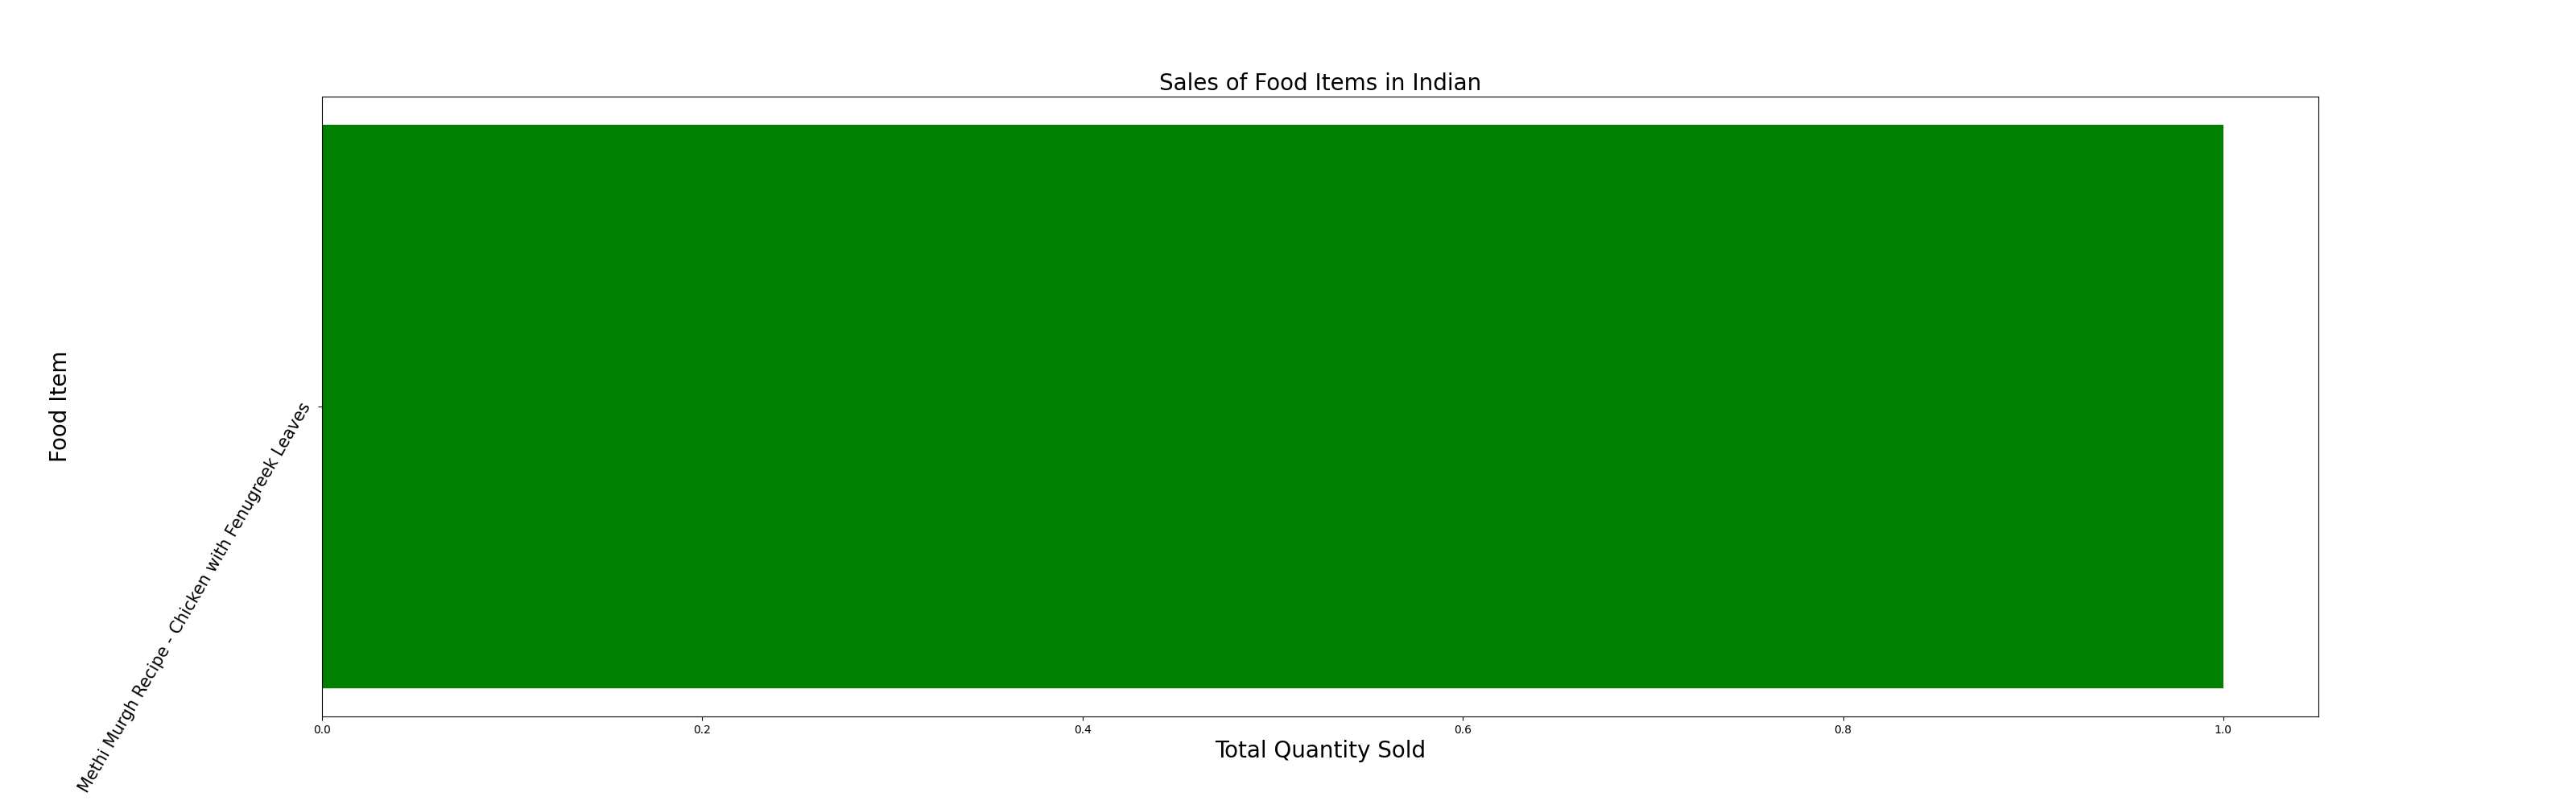 Sales of Food Items in Indian
Food Item
Methi Murgh Recipe - Chicken with Fenugreek Leaves
0.0
0.2
0.4
0.6
0.8
1.0
Total Quantity Sold